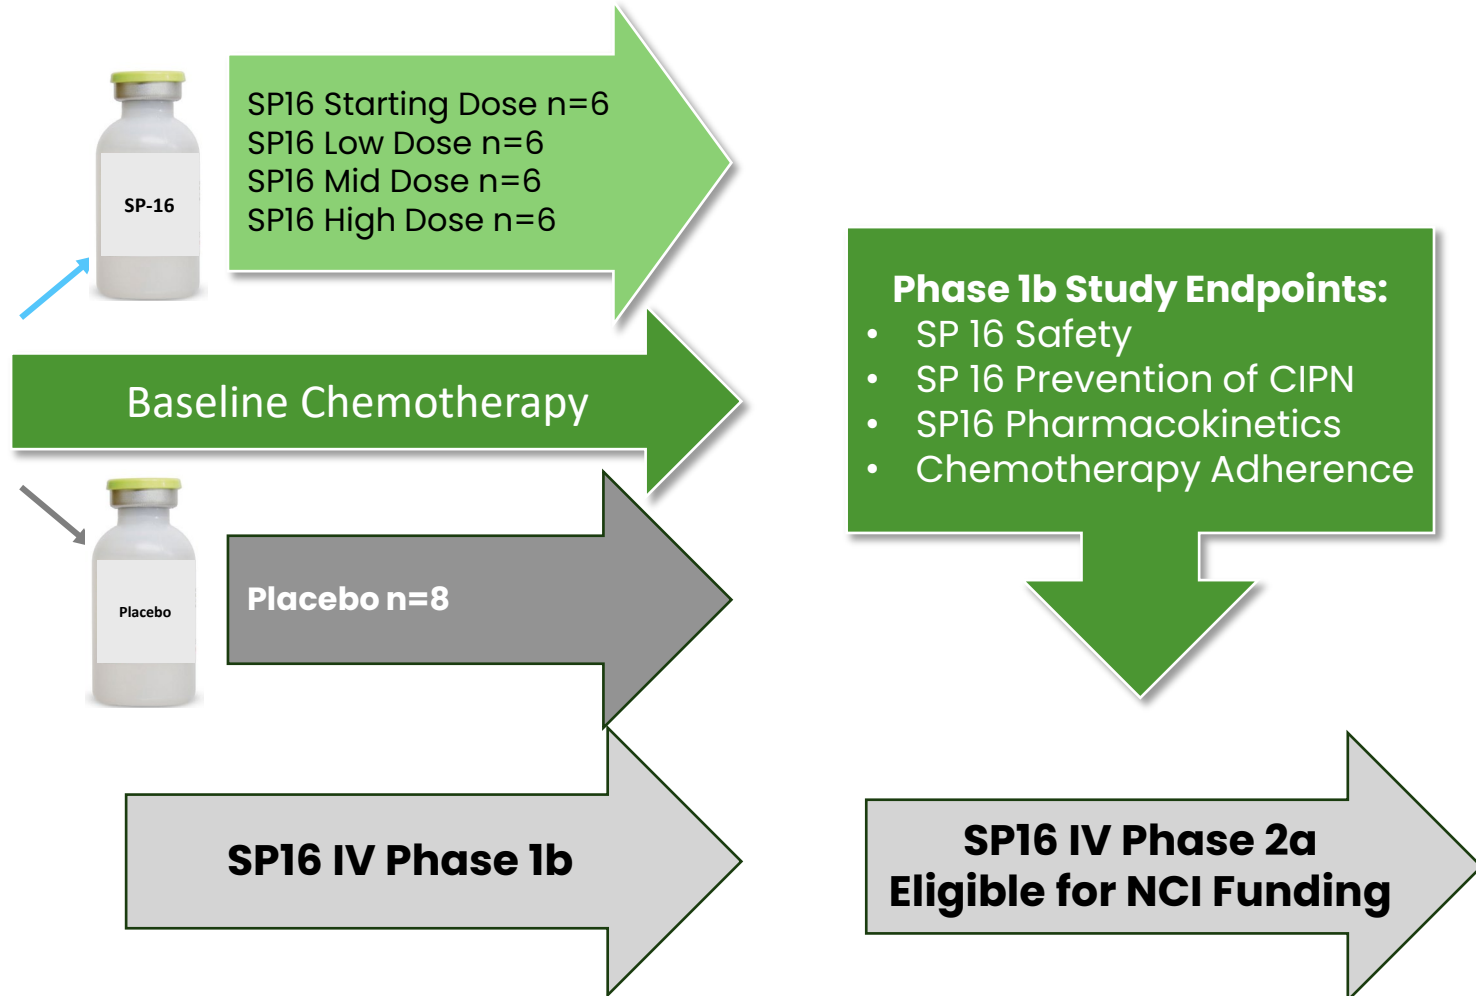 SP-16
SP16 Starting Dose n=6
SP16 Low Dose n=6
SP16 Mid Dose n=6
SP16 High Dose n=6
Baseline Chemotherapy
Placebo
Placebo n=8
SP16 IV Phase 1b
Phase 1b Study Endpoints:
• SP 16 Safety
• SP 16 Prevention of CIPN
• SP16 Pharmacokinetics
• Chemotherapy Adherence
SP16 IV Phase 2a
Eligible for NCI Funding